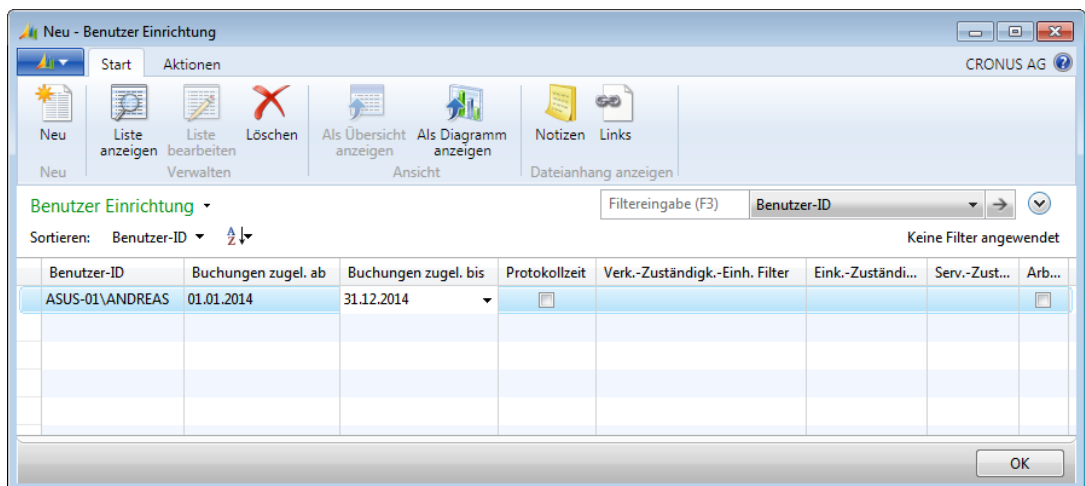 Neu - Benutzer Einrichtung
Start Aktionen CRONUS AG
Neu Liste anzeigen Liste bearbeiten Löschen Als Übersicht anzeigen Als Diagramm anzeigen Notizen Links
Neu Verwalten Ansicht Dateianhang anzeigen
Benutzer Einrichtung Filtereingabe (F3) Benutzer-ID
Sortieren: Benutzer-ID AZ Keine Filter angewendet
Benutzer-ID Buchungen zugel. ab Buchungen zugel. bis Protokollzeit Verk.-Zuständigk.-Einh. Filter Eink.-Zuständi... Serv.-Zust... Arb...
ASUS-01\ANDREAS 01.01.2014 31.12.2014
OK